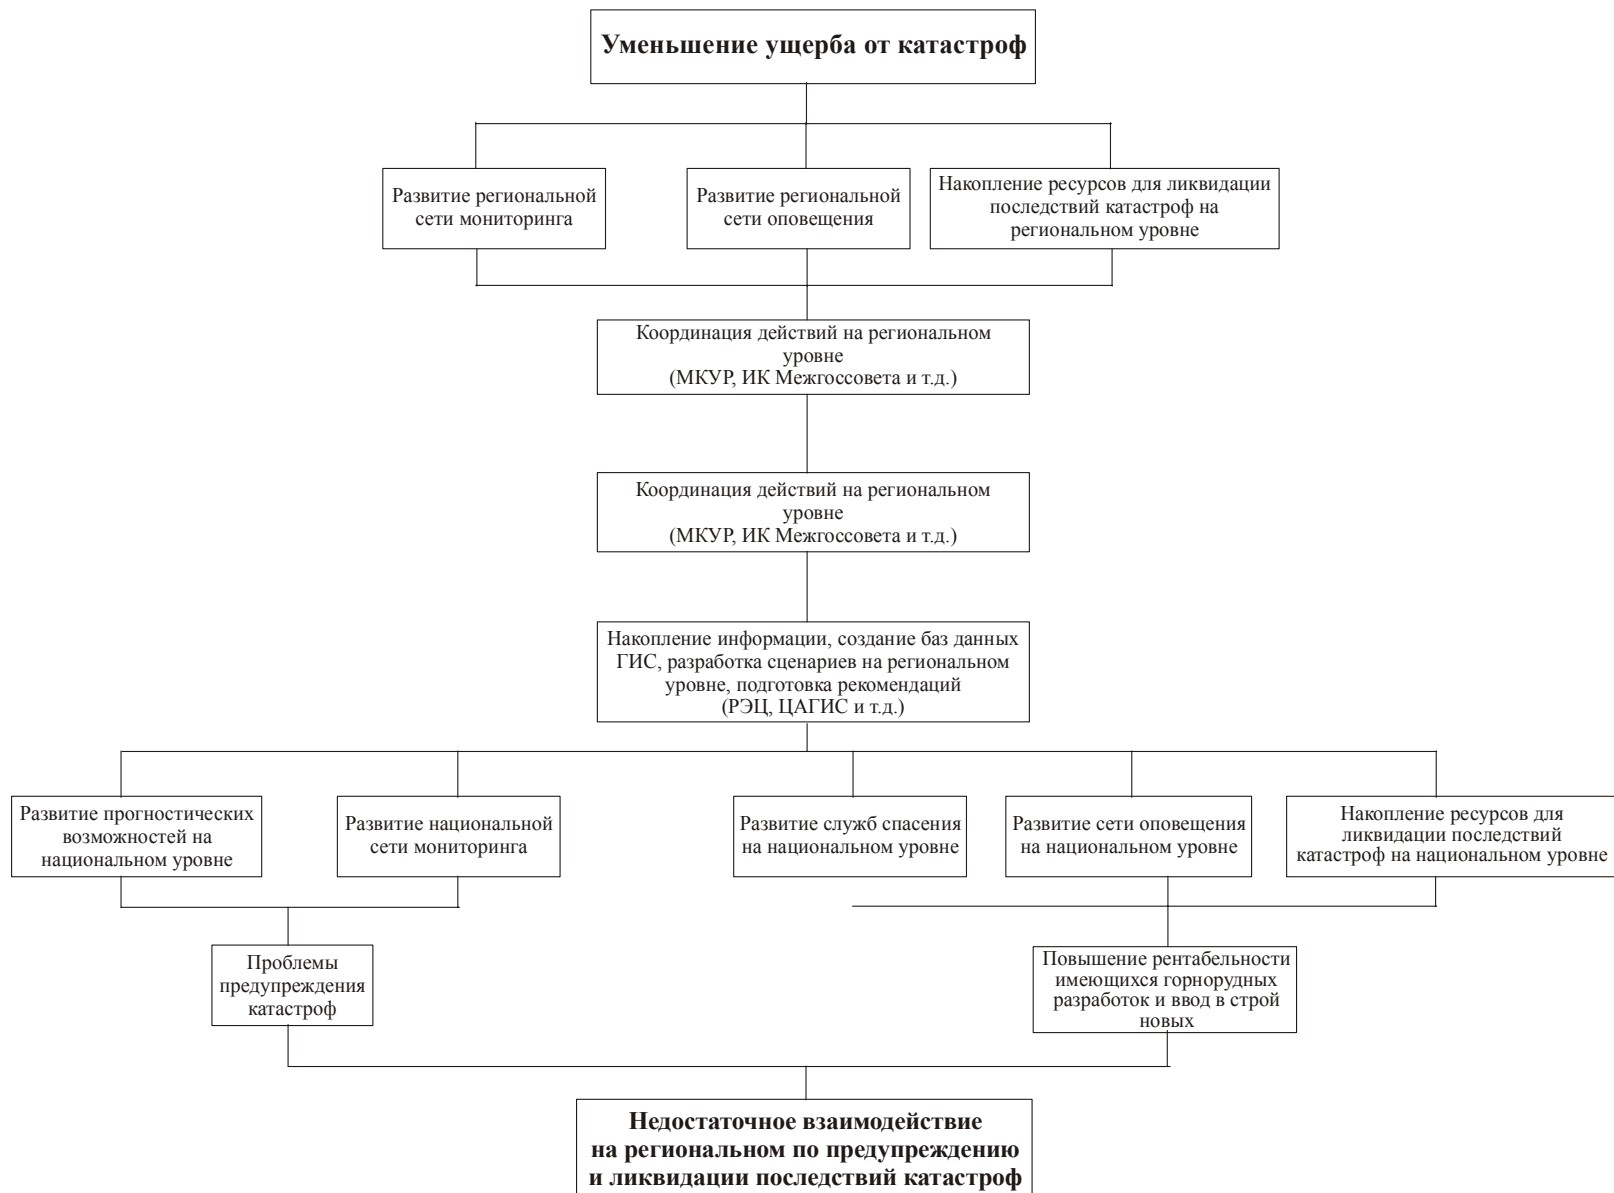 Уменьшение ущерба от катастроф
Развитие региональной
сети мониторинга
Развитие региональной
сети оповещения
Накопление ресурсов для ликвидации
последствий катастроф на
региональном уровне
Координация действий на региональном
уровне
(МКУР, ИК Межгоссовета и т.д.)
Координация действий на региональном
уровне
(МКУР, ИК Межгоссовета и т.д.)
Накопление информации, создание баз данных
ГИС, разработка сценариев на региональном
уровне, подготовка рекомендаций
(РЭЦ, ЦАГИС и т.д.)
Развитие прогностических
возможностей на
национальном уровне
Развитие национальной
сети мониторинга
Развитие служб спасения
на национальном уровне
Развитие сети оповещения
на национальном уровне
Накопление ресурсов для
ликвидации последствий
катастроф на национальном уровне
Проблемы
предупреждения
катастроф
Повышение рентабельности
имеющихся горнорудных
разработок и ввод в строй
новых
Недостаточное взаимодействие
на региональном по предупреждению
и ликвидации последствий катастроф